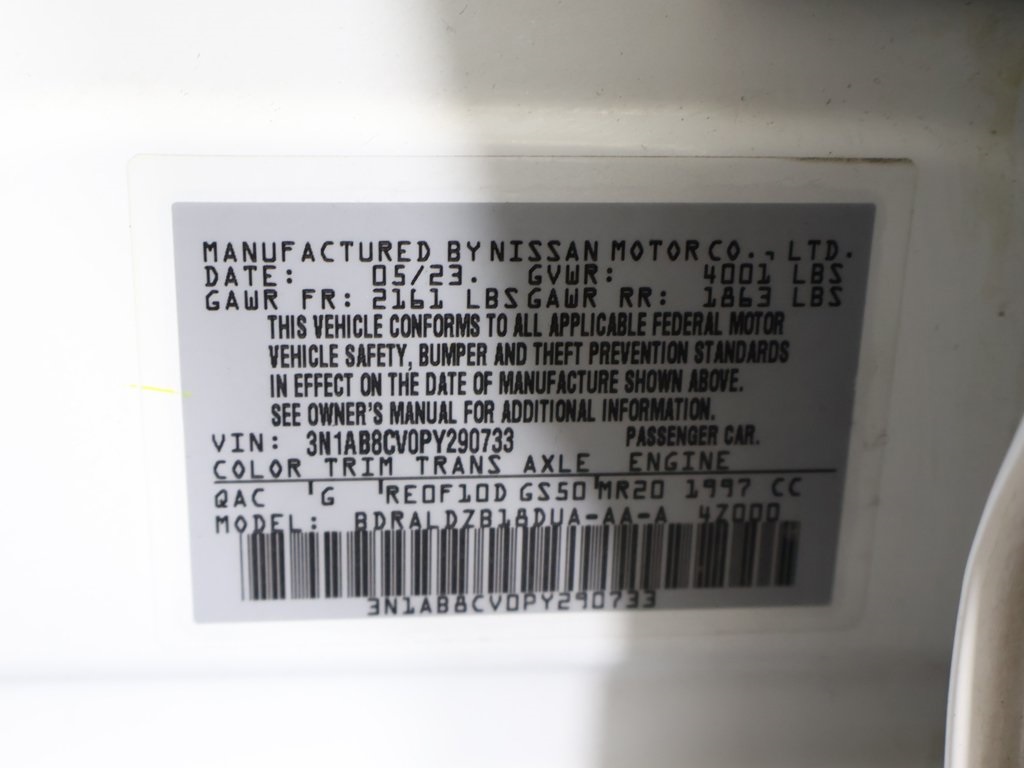 MANUFACTURED BY NISSAN MOTOR CO., LTD.
DATE: 05/23. GVWR: 4001 LBS
GAWR FR: 2161 LBS GAWR RR: 1863 LBS
THIS VEHICLE CONFORMS TO ALL APPLICABLE FEDERAL MOTOR
VEHICLE SAFETY, BUMPER AND THEFT PREVENTION STANDARDS
IN EFFECT ON THE DATE OF MANUFACTURE SHOWN ABOVE.
SEE OWNER'S MANUAL FOR ADDITIONAL INFORMATION.
VIN: 3N1AB8CV0PY290733 PASSENGER CAR.
COLOR TRIM TRANS AXLE ENGINE
QAC G RE0F10D GS50 MR20 1997 CC
MODEL: BDRALDZB18DUA-AA-A 4Z000
3N1AB8CV0PY290733